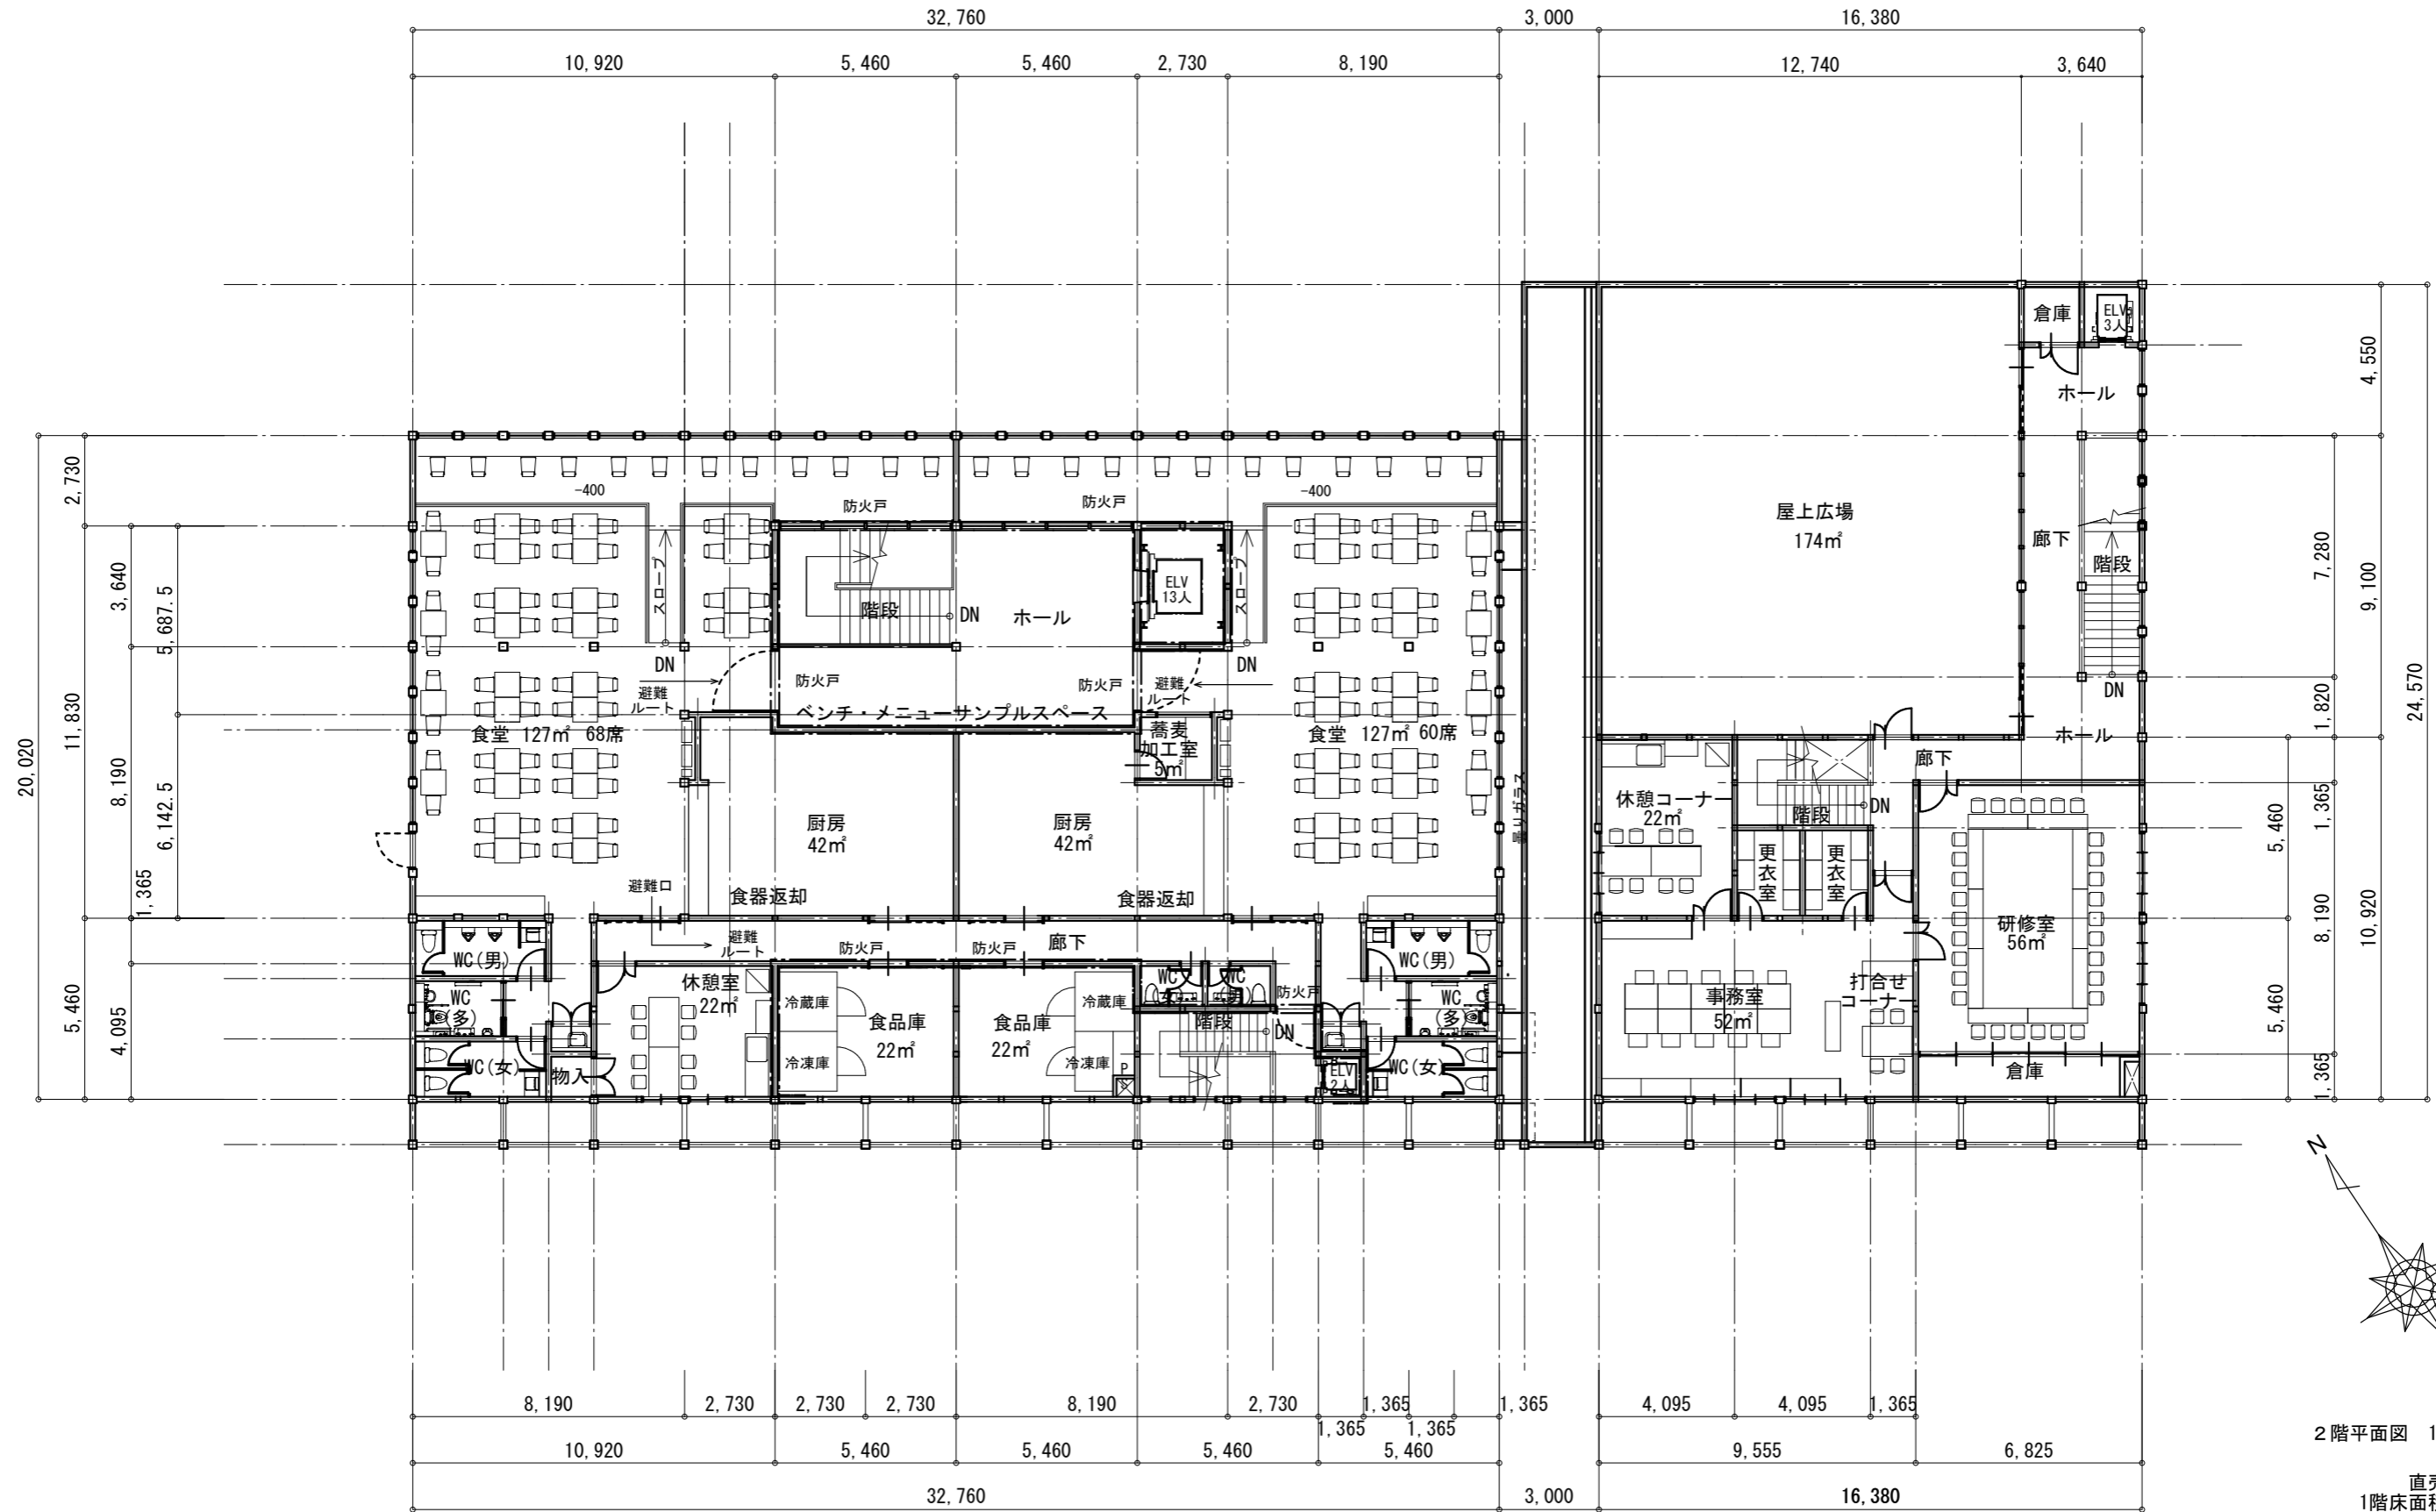 32,760
3,000
16,380
10,920
5,460
5,460
2,730
8,190
12,740
3,640
倉庫
ELV
3人
ホール
4,550
2,730
-400
防火戸
防火戸
-400
屋上広場
174㎡
廊下
階段
DN
3,640
5,687.5
スロープ
階段
DN
ホール
ELV
13人
スロープ
7,280
9,100
24,570
11,830
20,020
DN
避難
ルート
防火戸
防火戸
避難
ルート
DN
ベンチ・メニューサンプルスペース
食堂 127㎡ 68席
蕎麦
加工室
5㎡
食堂 127㎡ 60席
1,820
ホール
廊下
8,190
6,142.5
1,365
厨房
42㎡
厨房
42㎡
曇りガラス
休憩コーナー
22㎡
階段
DN
更衣室
更衣室
5,460
1,365
避難口
食器返却
食器返却
研修室
56㎡
8,190
10,920
避難
ルート
防火戸
防火戸
廊下
WC(男)
WC(男)
5,460
4,095
WC
(多)
休憩室
22㎡
冷蔵庫
冷凍庫
食品庫
22㎡
食品庫
22㎡
冷蔵庫
冷凍庫
P
WC
(女)
WC
(男)
防火戸
階段
DN
WC
(多)
事務室
52㎡
打合せ
コーナー
5,460
WC(女)
物入
ELV
2人
WC(女)
倉庫
1,365
N
8,190
2,730
2,730
2,730
8,190
2,730
1,365
1,365
1,365
1,365
4,095
4,095
1,365
10,920
5,460
5,460
5,460
5,460
9,555
6,825
2階平面図 1
32,760
3,000
16,380
1階床面積